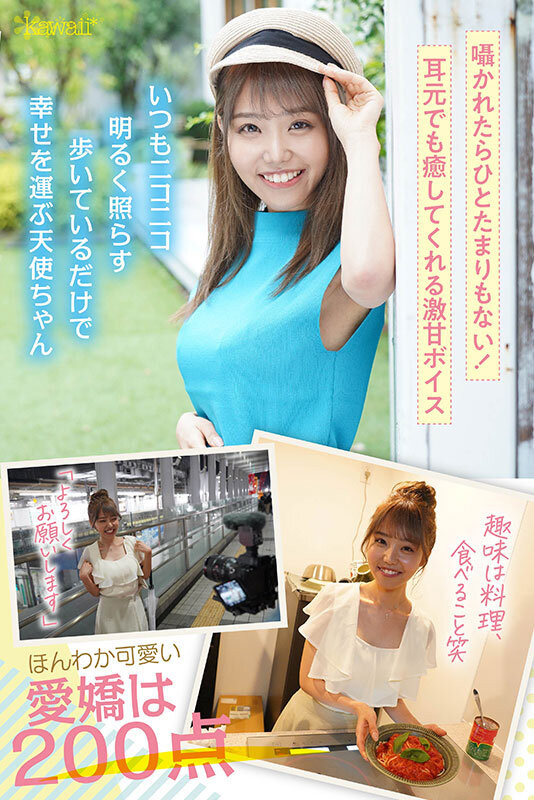 kawaii*
囁かれたらひとたまりもない!
耳元でも癒してくれる激甘ボイス
いつもニコニコ
明るく照らす
歩いているだけで
幸せを運ぶ天使ちゃん
「よろしく
お願いします」
趣味は料理、
食べること笑
ほんわか可愛い
愛嬌は
200点